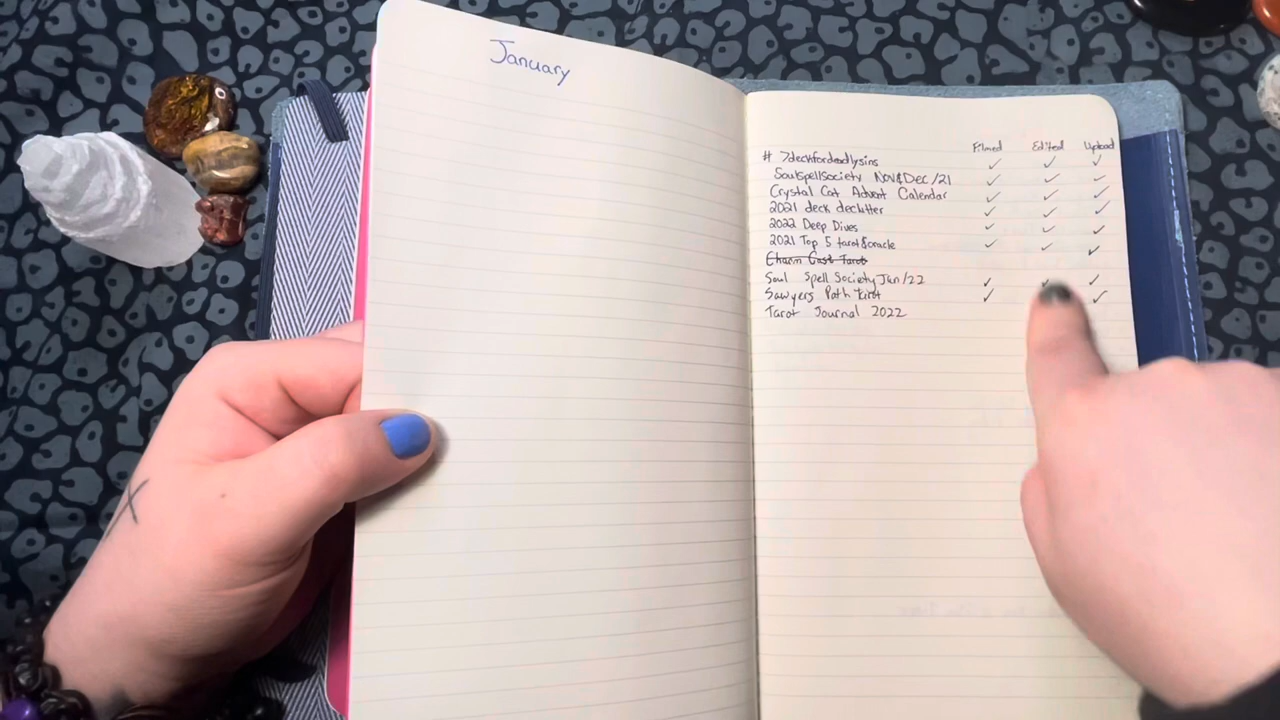 January
Filmed Edited Upload
# 7decksfordeadlysins ✓ ✓ ✓
Soulspellsociety Nov&Dec/21 ✓ ✓ ✓
Crystal Cat Advent Calendar ✓ ✓ ✓
2021 deck declutter ✓ ✓ ✓
2022 Deep Dives ✓ ✓ ✓
2021 Top 5 tarot&oracle ✓ ✓ ✓
Charm Cast Tarot
Soul Spell Society Jan/22 ✓ ✓ ✓
Sawyers Path tarot ✓ ✓
Tarot Journal 2022